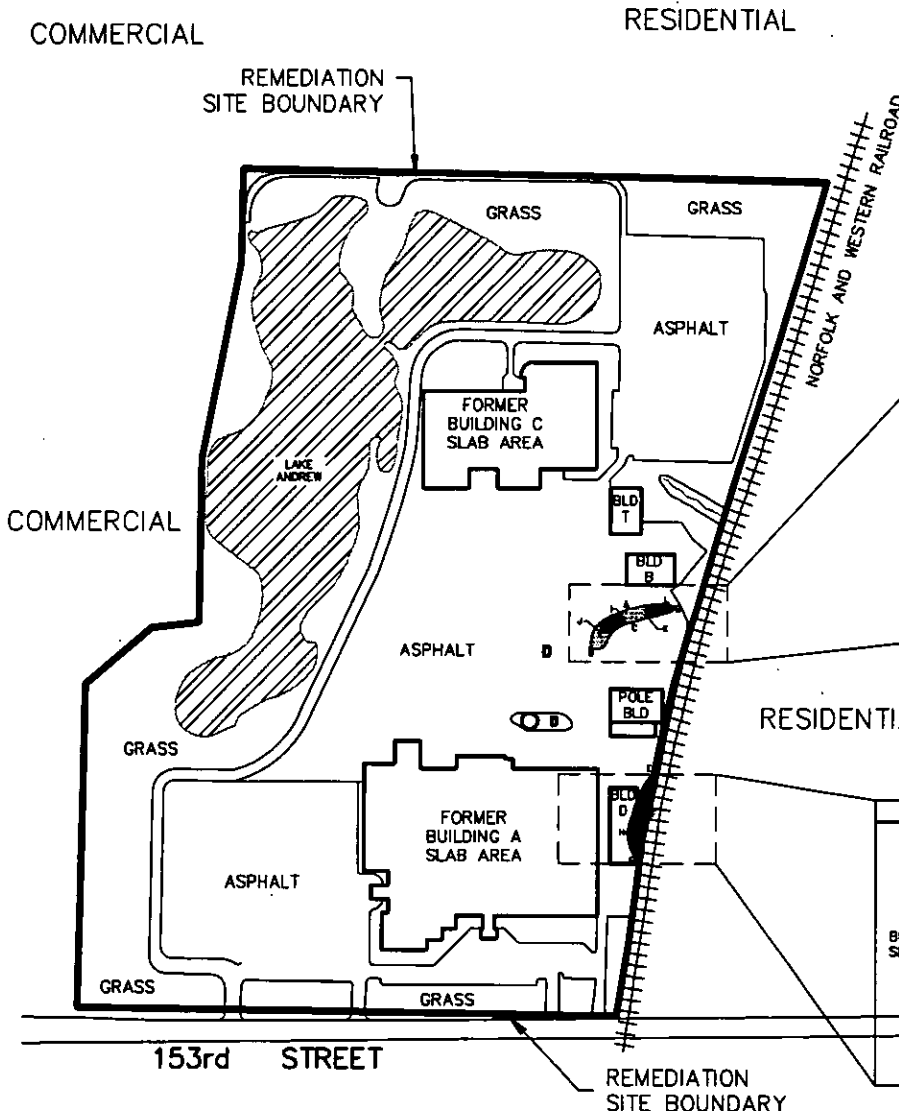 COMMERCIAL
RESIDENTIAL
REMEDIATION
SITE BOUNDARY
NORFOLK AND WESTERN RAILROAD
GRASS
GRASS
ASPHALT
FORMER
BUILDING C
SLAB AREA
LAKE
ANDREW
COMMERCIAL
BLD
T
BLD
B
ASPHALT
D
POLE
BLD
RESIDENTIA
GRASS
BLD
D
FORMER
BUILDING A
SLAB AREA
ASPHALT
GRASS
GRASS
153rd STREET
REMEDIATION
SITE BOUNDARY